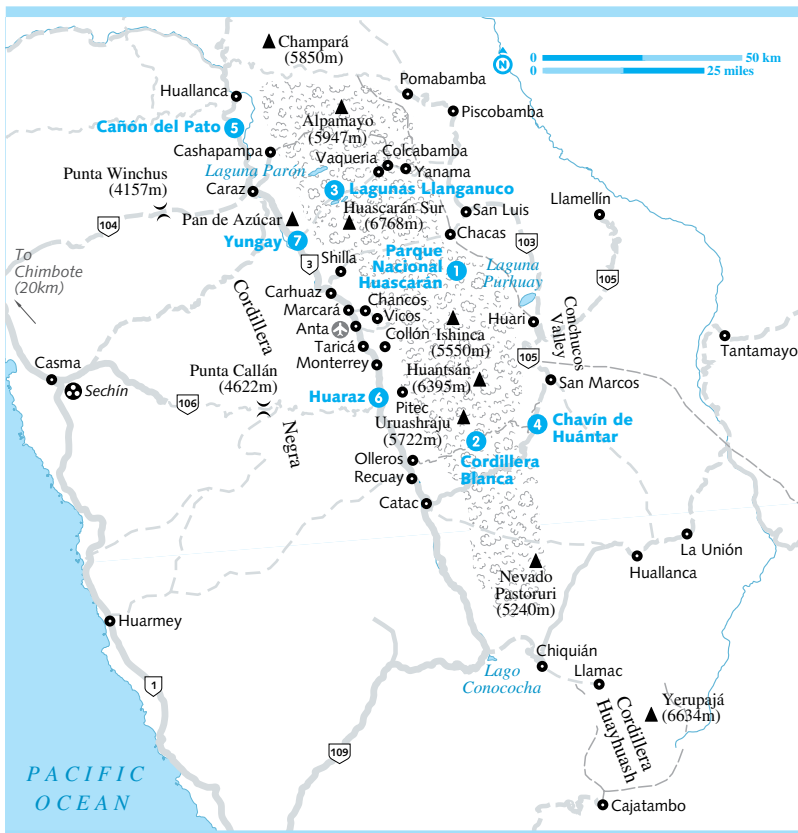 Champará
(5850m)
N
0
50 km
0
25 miles
Huallanca
Pomabamba
Piscobamba
Alpamayo
(5947m)
Cañón del Pato
5
Cashapampa
Colcabamba
Vaqueria
Yanama
Laguna Parón
Punta Winchus
(4157m)
Caraz
3
Lagunas Llanganuco
Llamellín
104
Pan de Azúcar
Huascarán Sur
(6768m)
San Luis
Yungay
7
Chacas
103
To
Chimbote
(20km)
3
Shilla
Parque
Nacional
Huascarán
1
Laguna
Purhuay
105
Carhuaz
Cordillera
Negra
Chancos
Marcará
Vicos
Anta
Conchucos
Valley
Huari
Ishinca
(5550m)
Collón
Taricá
Tantamayo
Monterrey
105
Casma
Sechín
Punta Callán
(4622m)
106
Huantsán
(6395m)
San Marcos
Huaraz
6
Pitec
Uruashraju
(5722m)
4
Chavín de
Huántar
2
Cordillera
Blanca
Olleros
Recuay
Catac
La Unión
Huallanca
Nevado
Pastoruri
(5240m)
Huarmey
Chiquián
Lago
Conococha
Llamac
1
Cordillera
Huayhuash
Yerupajá
(6634m)
109
PACIFIC
OCEAN
Cajatambo